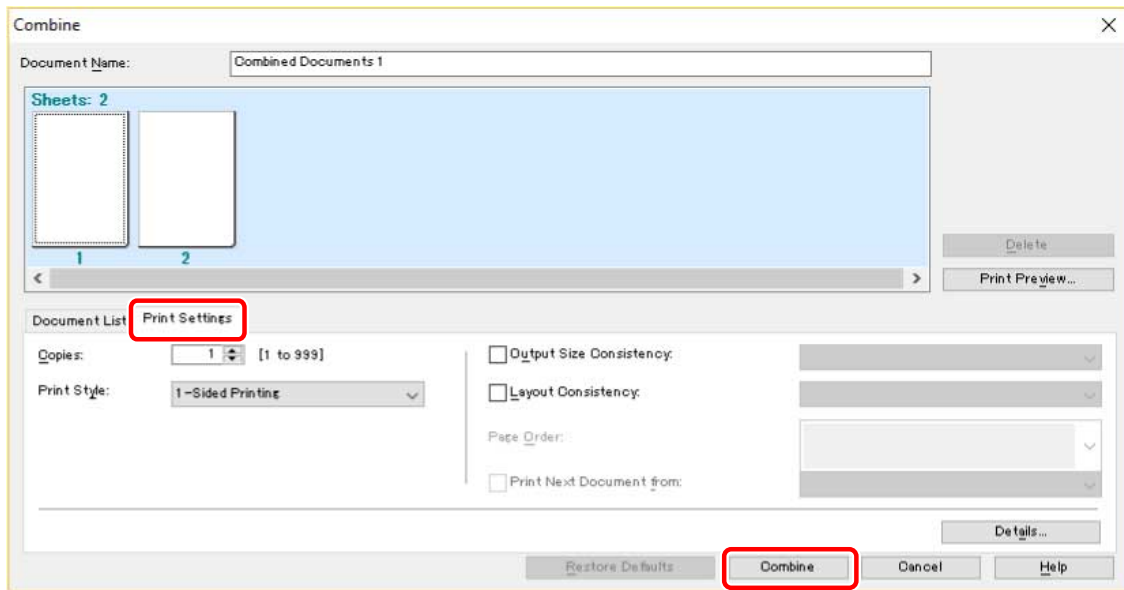 Combine
Document Name: Combined Documents 1
Sheets: 2
1 2
Delete
Print Preview...
Document List Print Settings
Copies: 1 [1 to 999] Output Size Consistency:
Print Style: 1-Sided Printing Layout Consistency:
Page Order:
Print Next Document from:
Details...
Restore Defaults Combine Cancel Help